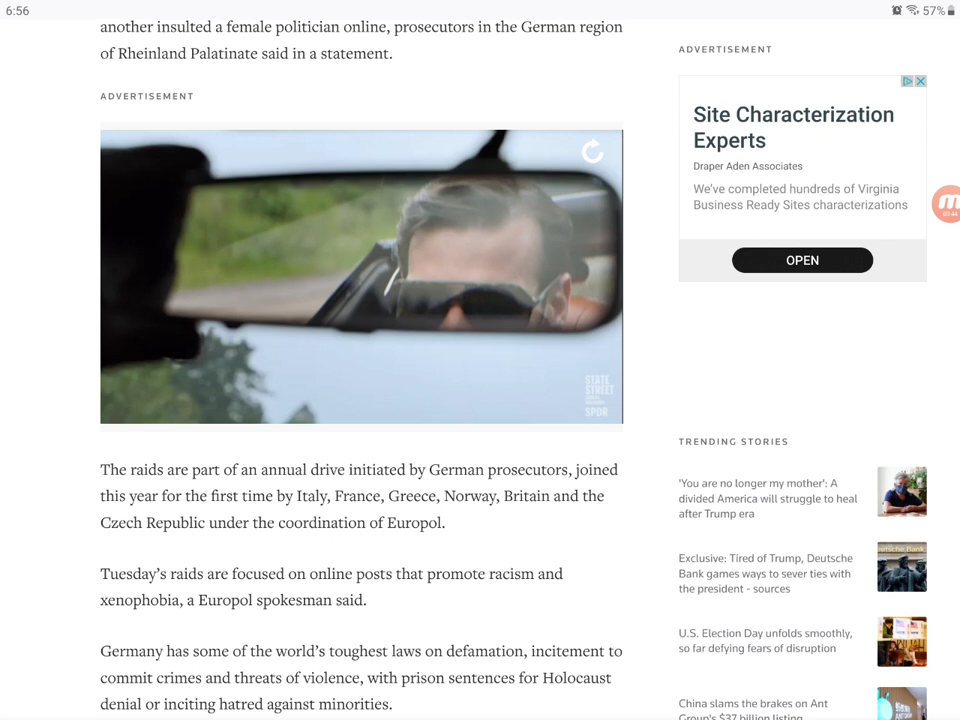 6:56
57%
another insulted a female politician online, prosecutors in the German region
of Rheinland Palatinate said in a statement.
ADVERTISEMENT
STATE
STREET
SPDR
The raids are part of an annual drive initiated by German prosecutors, joined
this year for the first time by Italy, France, Greece, Norway, Britain and the
Czech Republic under the coordination of Europol.
Tuesday’s raids are focused on online posts that promote racism and
xenophobia, a Europol spokesman said.
Germany has some of the world’s toughest laws on defamation, incitement to
commit crimes and threats of violence, with prison sentences for Holocaust
denial or inciting hatred against minorities.
ADVERTISEMENT
Site Characterization
Experts
Draper Aden Associates
We’ve completed hundreds of Virginia
Business Ready Sites characterizations
OPEN
02:44
TRENDING STORIES
'You are no longer my mother': A
divided America will struggle to heal
after Trump era
Exclusive: Tired of Trump, Deutsche
Bank games ways to sever ties with
the president - sources
U.S. Election Day unfolds smoothly,
so far defying fears of disruption
China slams the brakes on Ant
Group's $37 billion listing